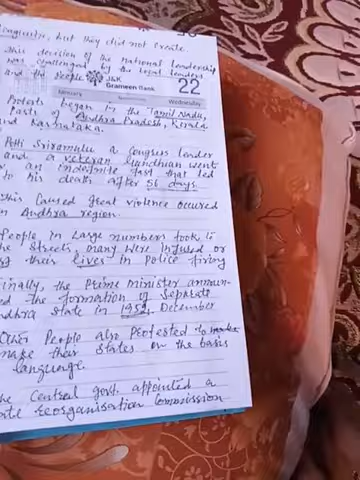 linguistic, but they did not create.
This decision of the national leadership
was challenged by the local leaders
and the people
J&K
Grameen Bank
22
January
Wednesday
Protests began in the Tamil Nadu,
Parts of Andhra Pradesh, Kerala
and Karnataka.
Potti Sriramulu a congress leader
and a veteran Gandhian went
on an indefinite fast that led
to his death after 56 days.
This caused great violence occured
in Andhra region.
People in Large numbers took to
the streets, many were injured or
their lives in police firing
Finally, the Prime Minister announ-
ced the formation of Separate
Andhra state in 1952, December
Other People also Protested to
make their states on the basis
language.
The Central govt. appointed a
State Reorganisation Commission